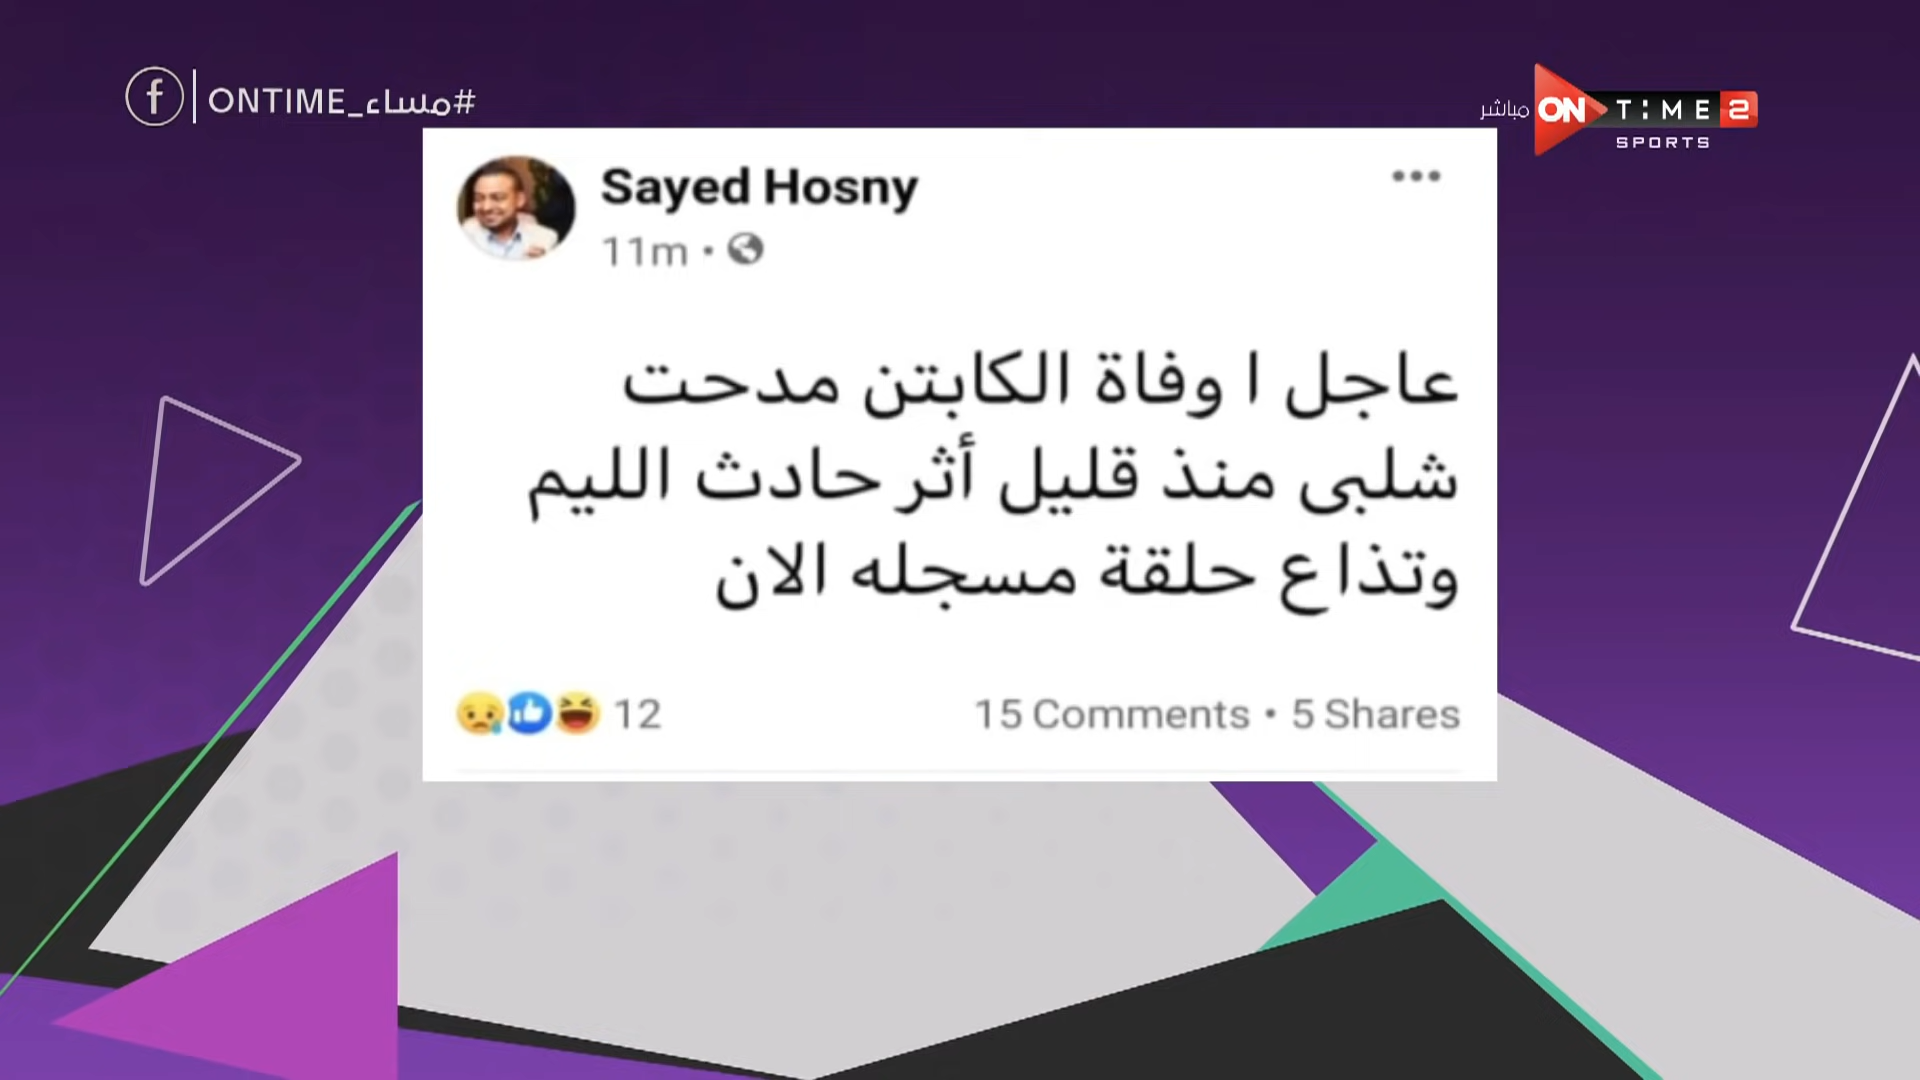 #مساء_ONTIME
مباشر
ON TIME 2
SPORTS
Sayed Hosny
11m
عاجل ا وفاة الكابتن مدحت
شلبى منذ قليل أثر حادث الليم
وتذاع حلقة مسجله الان
12
15 Comments • 5 Shares